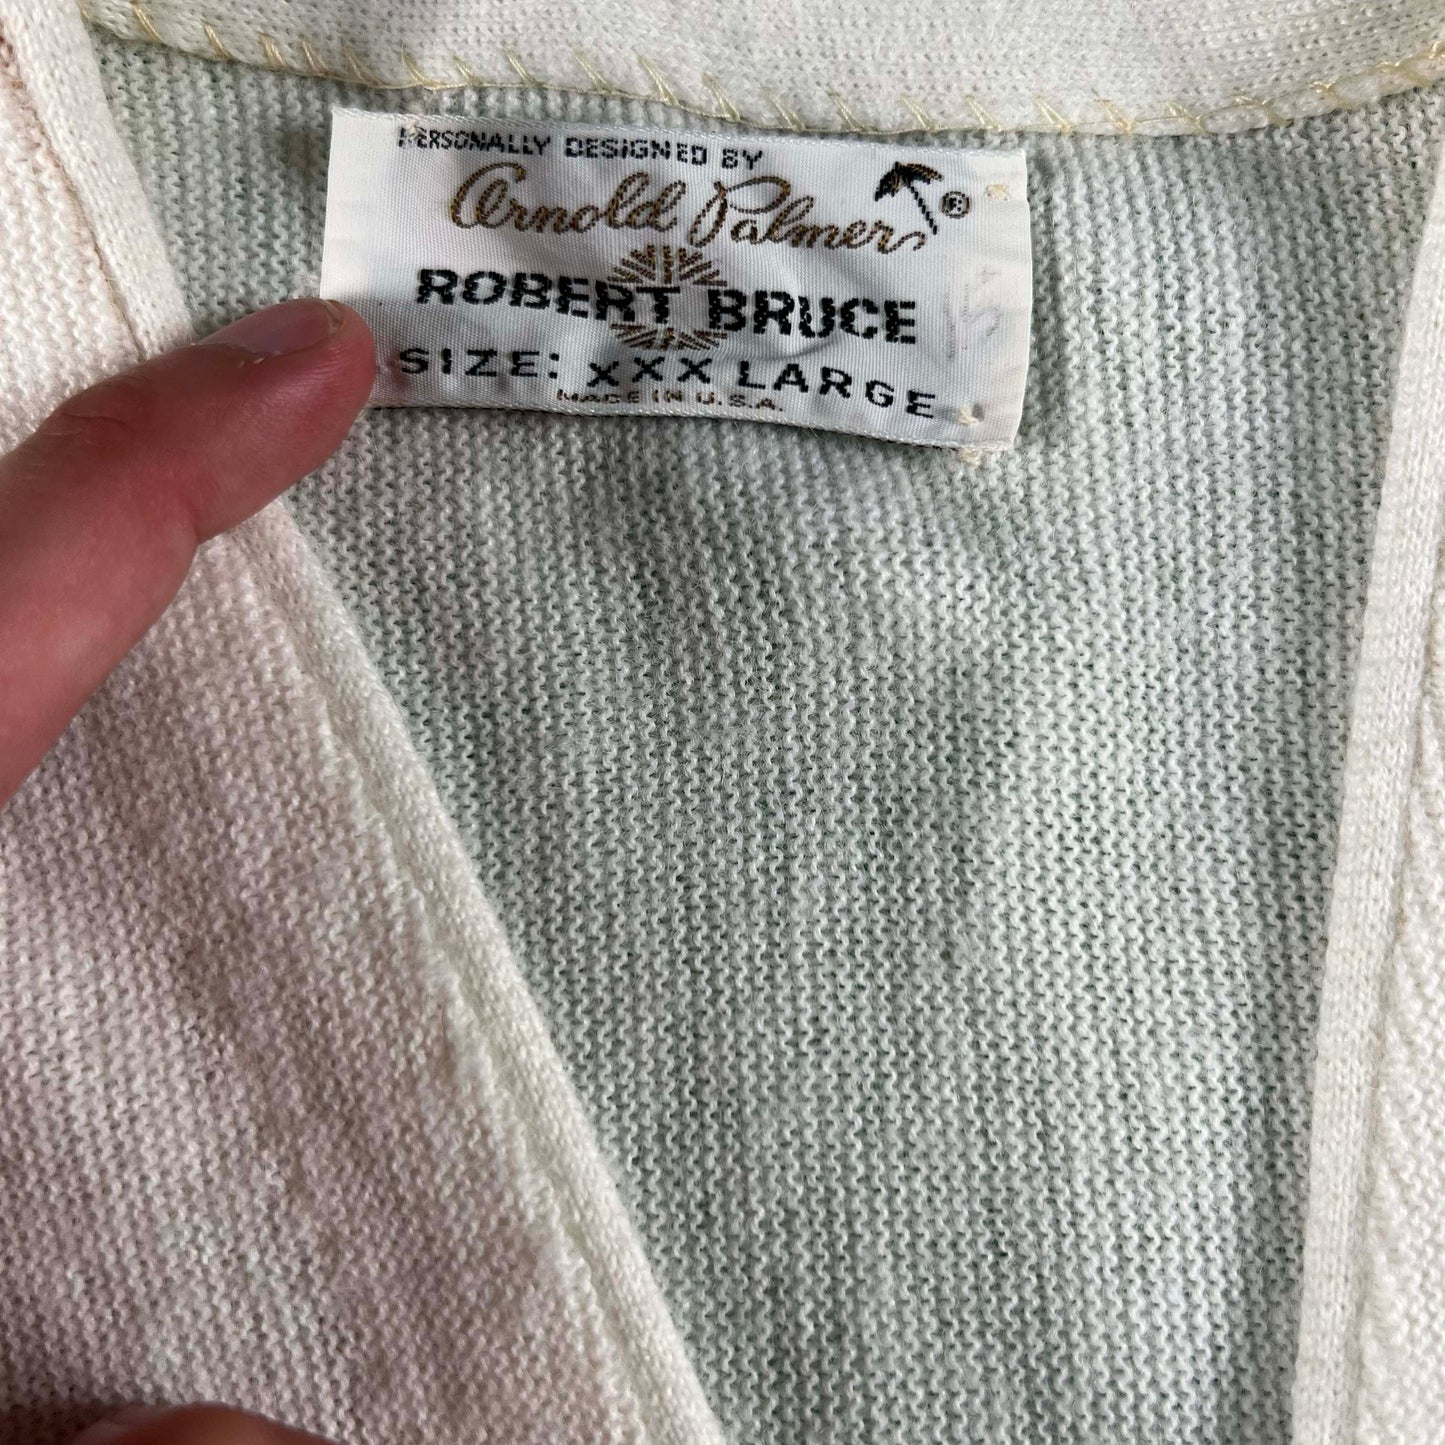 PERSONALLY DESIGNED BY
Arnold Palmer ®
ROBERT BRUCE
SIZE: XXX LARGE
MADE IN U.S.A.